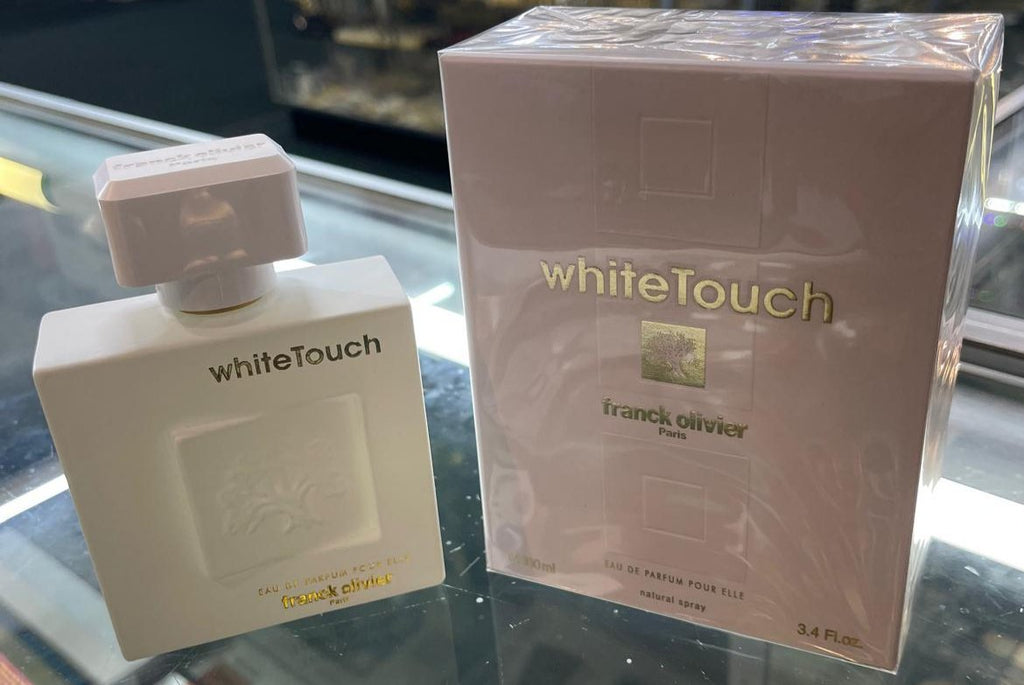 franck olivier
Paris
whiteTouch
EAU DE PARFUM POUR ELLE
franck olivier
Paris
whiteTouch
franck olivier
Paris
100ml
EAU DE PARFUM POUR ELLE
natural spray
3.4 Fl.oz.